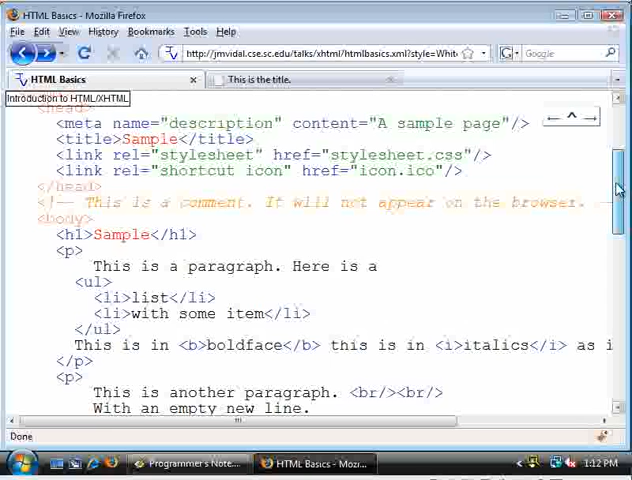 HTML Basics - Mozilla Firefox
File Edit View History Bookmarks Tools Help
http://jmvidal.cse.sc.edu/talks/xhtml/htmlbasics.xml?style=White
Google
HTML Basics
This is the title.
Introduction to HTML/XHTML
<head>
<meta name="description" content="A sample page"/>
<title>Sample</title>
<link rel="stylesheet" href="stylesheet.css"/>
<link rel="shortcut icon" href="icon.ico"/>
</head>
<!-- This is a comment. It will not appear on the browser. --
<body>
<h1>Sample</h1>
<p>
This is a paragraph. Here is a
<ul>
<li>list</li>
<li>with some item</li>
</ul>
This is in <b>boldface</b> this is in <i>italics</i> as i
</p>
<p>
This is another paragraph. <br/><br/>
With an empty new line.
Done
Programmer's Note...
HTML Basics - Moz...
1:12 PM